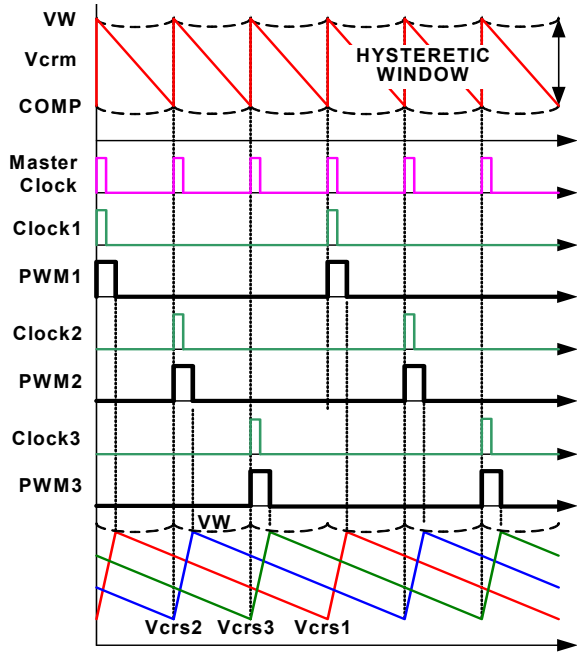 VW
Vcrm
HYSTERETIC
WINDOW
COMP
Master
Clock
Clock1
PWM1
Clock2
PWM2
Clock3
PWM3
VW
Vcrs2 Vcrs3 Vcrs1